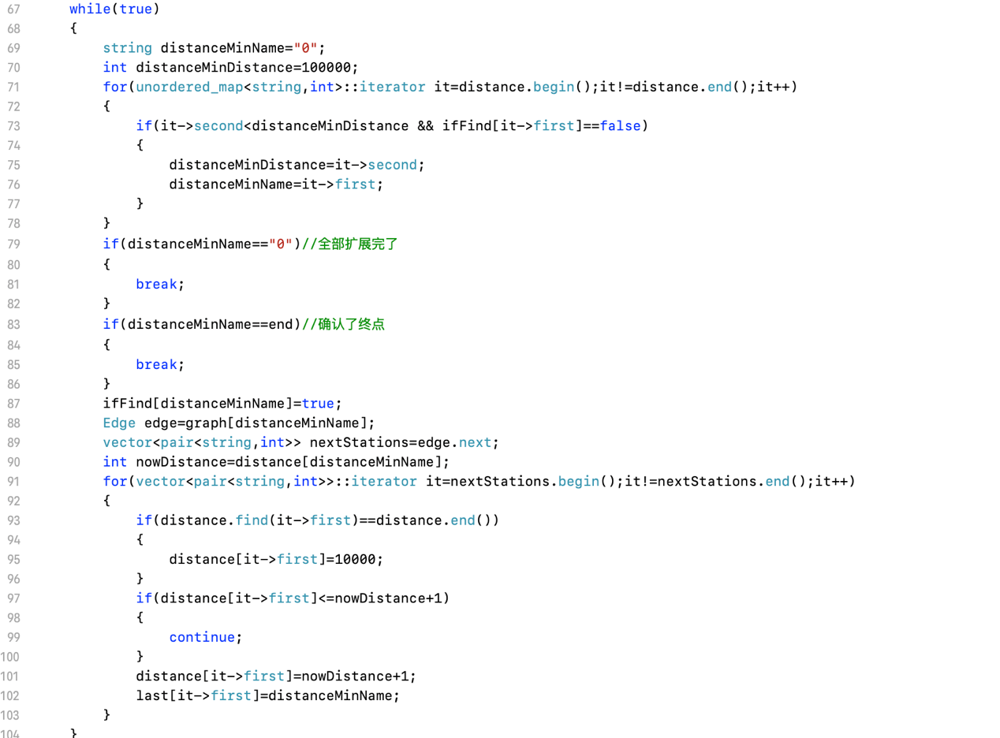 67 while(true)
68 {
69 string distanceMinName="0";
70 int distanceMinDistance=100000;
71 for(unordered_map<string,int>::iterator it=distance.begin();it!=distance.end();it++)
72 {
73 if(it->second<distanceMinDistance && ifFind[it->first]==false)
74 {
75 distanceMinDistance=it->second;
76 distanceMinName=it->first;
77 }
78 }
79 if(distanceMinName=="0")//全部扩展完了
80 {
81 break;
82 }
83 if(distanceMinName==end)//确认了终点
84 {
85 break;
86 }
87 ifFind[distanceMinName]=true;
88 Edge edge=graph[distanceMinName];
89 vector<pair<string,int>> nextStations=edge.next;
90 int nowDistance=distance[distanceMinName];
91 for(vector<pair<string,int>>::iterator it=nextStations.begin();it!=nextStations.end();it++)
92 {
93 if(distance.find(it->first)==distance.end())
94 {
95 distance[it->first]=10000;
96 }
97 if(distance[it->first]<=nowDistance+1)
98 {
99 continue;
100 }
101 distance[it->first]=nowDistance+1;
102 last[it->first]=distanceMinName;
103 }
104 }